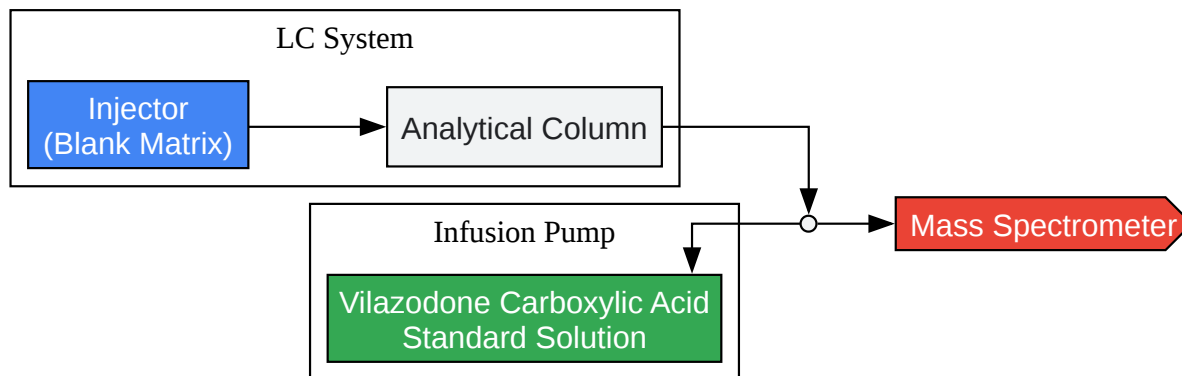 LC System
Injector
(Blank Matrix)
Analytical Column
Infusion Pump
Mass Spectrometer
Vilazodone Carboxylic Acid
Standard Solution